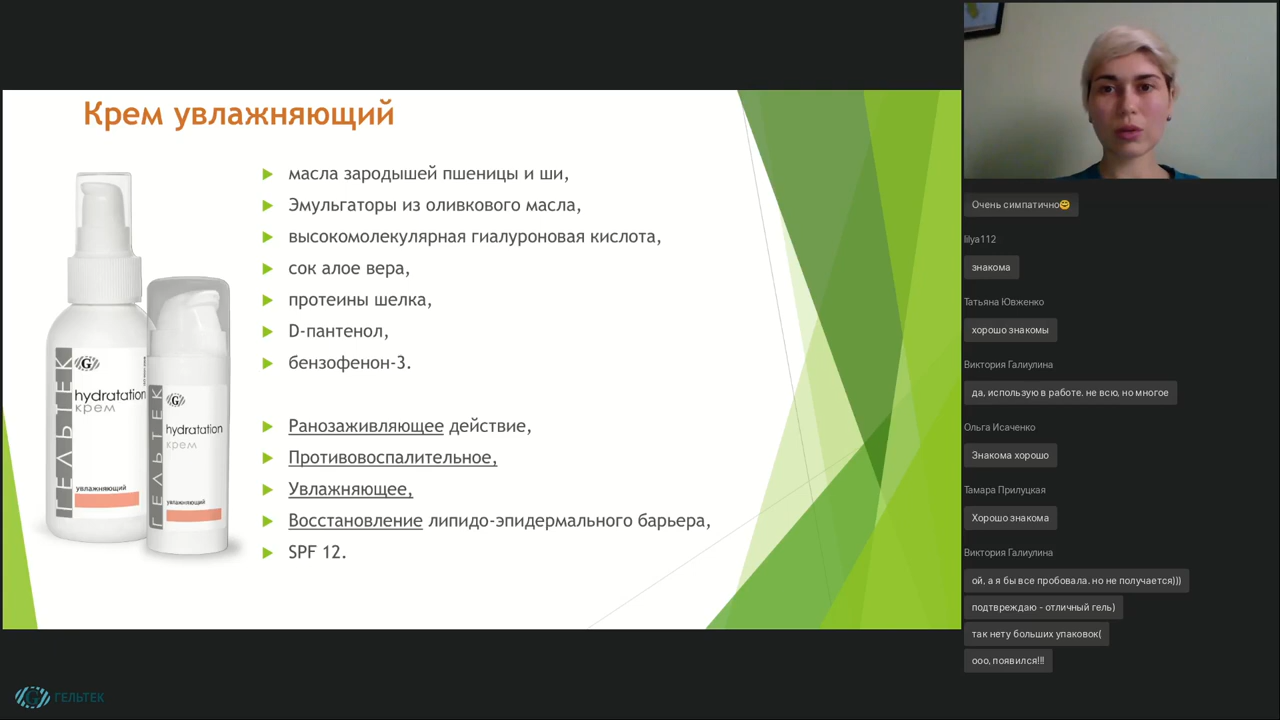 Крем увлажняющий
масла зародышей пшеницы и ши,
Эмульгаторы из оливкового масла,
высокомолекулярная гиалуроновая кислота,
сок алое вера,
протеины шелка,
D-пантенол,
бензофенон-3.
Ранозаживляющее действие,
Противовоспалительное,
Увлажняющее,
Восстановление липидо-эпидермального барьера,
SPF 12.
ГЕЛЬТЕК
G
hydratation
крем
увлажняющий
ГЕЛЬТЕК
G
hydratation
крем
увлажняющий
Очень симпатично😊
lilya112
знакома
Татьяна Ювженко
хорошо знакомы
Виктория Галиулина
да, использую в работе. не всю, но многое
Ольга Исаченко
Знакома хорошо
Тамара Прилуцкая
Хорошо знакома
Виктория Галиулина
ой, а я бы все пробовала. но не получается)))
подтвреждаю - отличный гель)
так нету больших упаковок(
ооо, появился!!!
G ГЕЛЬТЕК